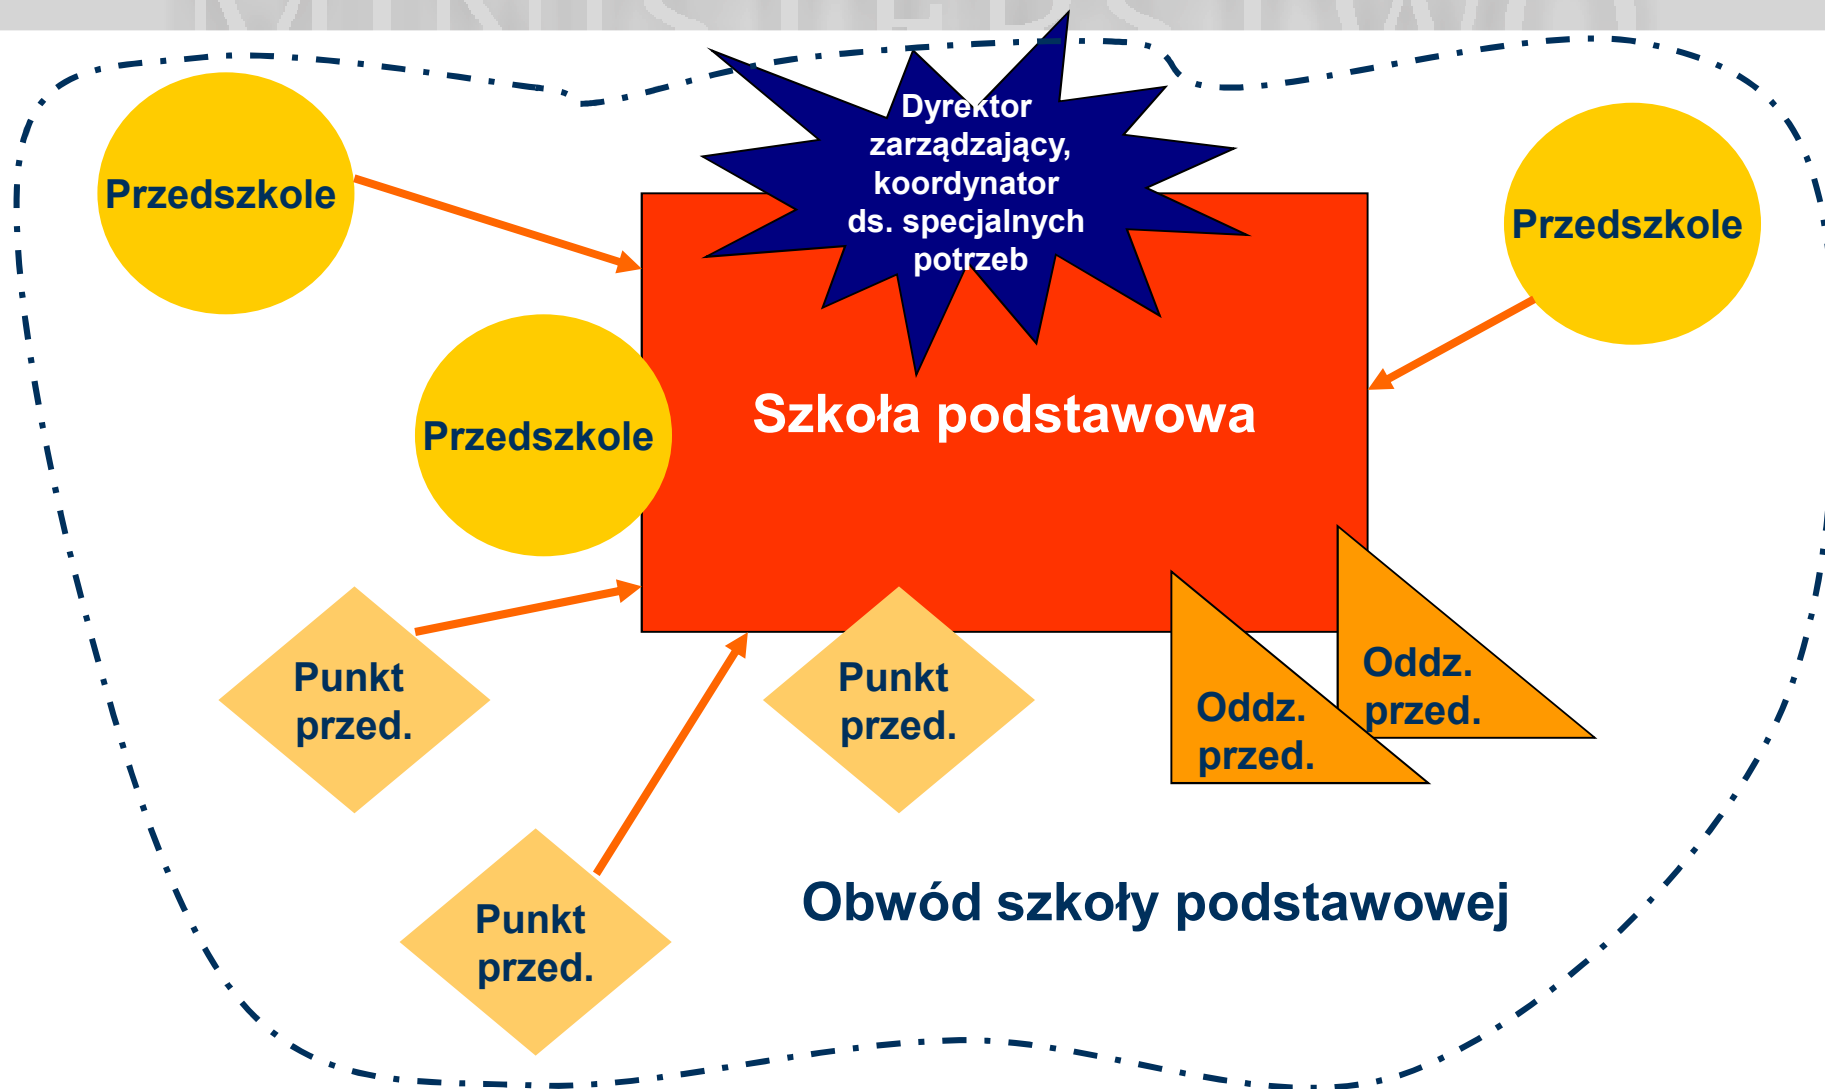 MINISTERSTWO
Dyrektor
zarządzający,
koordynator
ds. specjalnych
potrzeb
Przedszkole
Przedszkole
Przedszkole
Szkoła podstawowa
Punkt
przed.
Punkt
przed.
Oddz.
przed.
Oddz.
przed.
Punkt
przed.
Obwód szkoły podstawowej